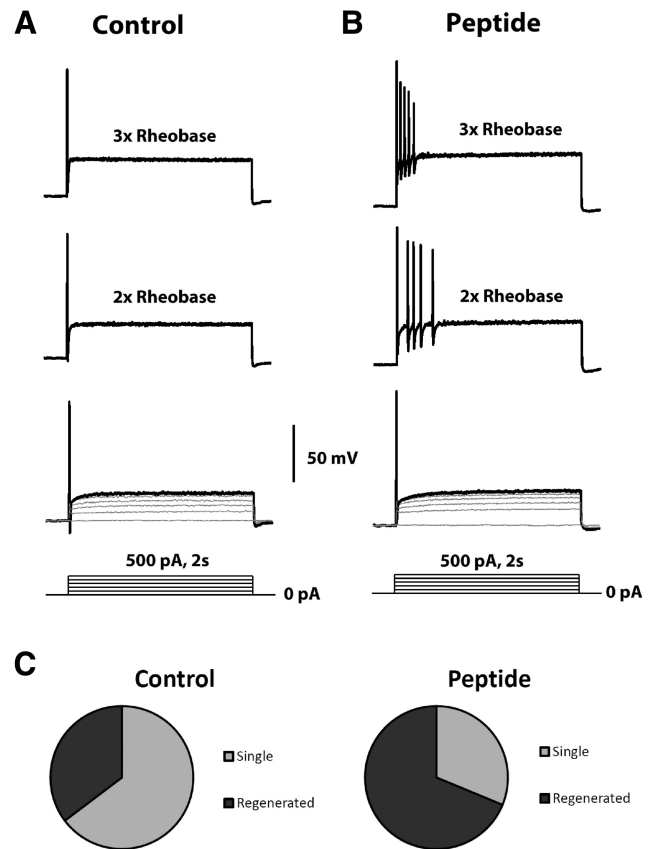 A
Control
B
Peptide
3x Rheobase
3x Rheobase
2x Rheobase
2x Rheobase
50 mV
500 pA, 2s
0 pA
500 pA, 2s
0 pA
C
Control
Peptide
Single
Regenerated
Single
Regenerated